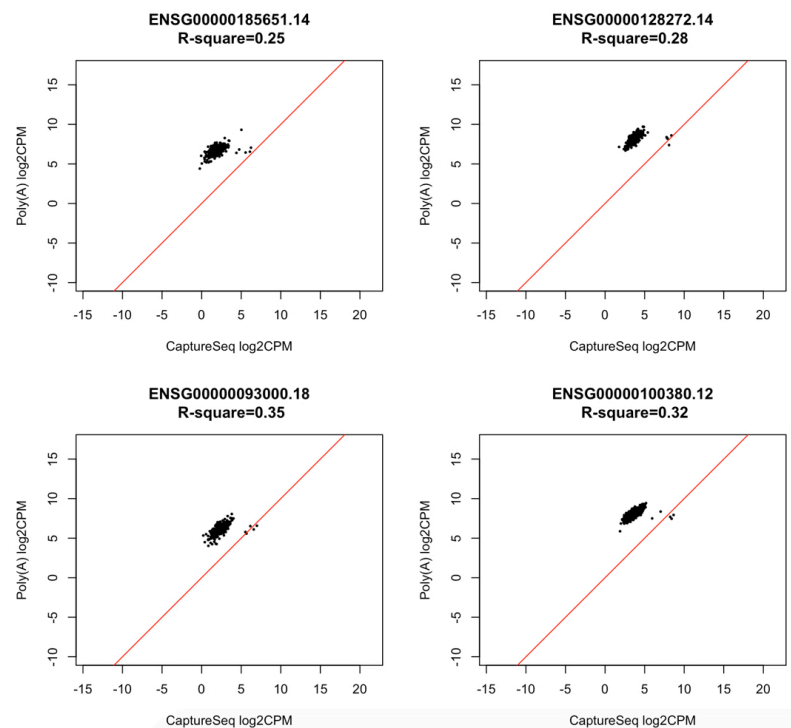 ENSG00000185651.14
R-square=0.25
15
10
5
0
-5
-10
Poly(A) log2CPM
-15 -10 -5 0 5 10 15 20
CaptureSeq log2CPM
ENSG00000128272.14
R-square=0.28
15
10
5
0
-5
-10
Poly(A) log2CPM
-15 -10 -5 0 5 10 15 20
CaptureSeq log2CPM
ENSG00000093000.18
R-square=0.35
15
10
5
0
-5
-10
Poly(A) log2CPM
-15 -10 -5 0 5 10 15 20
CaptureSeq log2CPM
ENSG00000100380.12
R-square=0.32
15
10
5
0
-5
-10
Poly(A) log2CPM
-15 -10 -5 0 5 10 15 20
CaptureSeq log2CPM